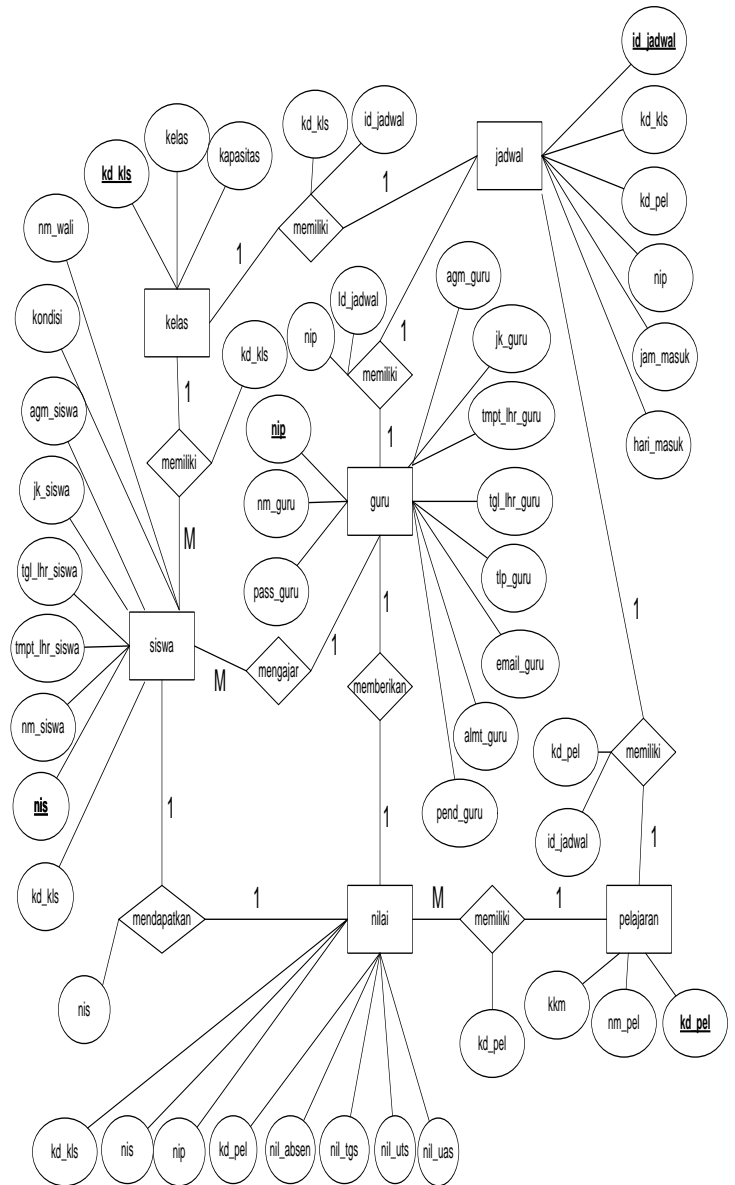 id_jadwal
kd_kls
id_jadwal
kelas
kapasitas
kd_kls
kd_kls
jadwal
1
memiliki
kd_pel
nm_wali
1
nip
agm_guru
kelas
Id_jadwal
kondisi
nip
1
jk_guru
jam_masuk
kd_kls
memiliki
1
agm_siswa
tmpt_lhr_guru
hari_masuk
nip
1
memiliki
jk_siswa
nm_guru
guru
tgl_lhr_guru
M
tgl_lhr_siswa
pass_guru
tlp_guru
1
1
tmpt_lhr_siswa
siswa
1
email_guru
M
mengajar
memberikan
nm_siswa
almt_guru
kd_pel
memiliki
nis
1
pend_guru
1
id_jadwal
1
kd_kls
mendapatkan
1
nilai
M
memiliki
1
pelajaran
nis
kkm
nm_pel
kd_pel
kd_pel
kd_kls
nis
nip
kd_pel
nil_absen
nil_tgs
nil_uts
nil_uas